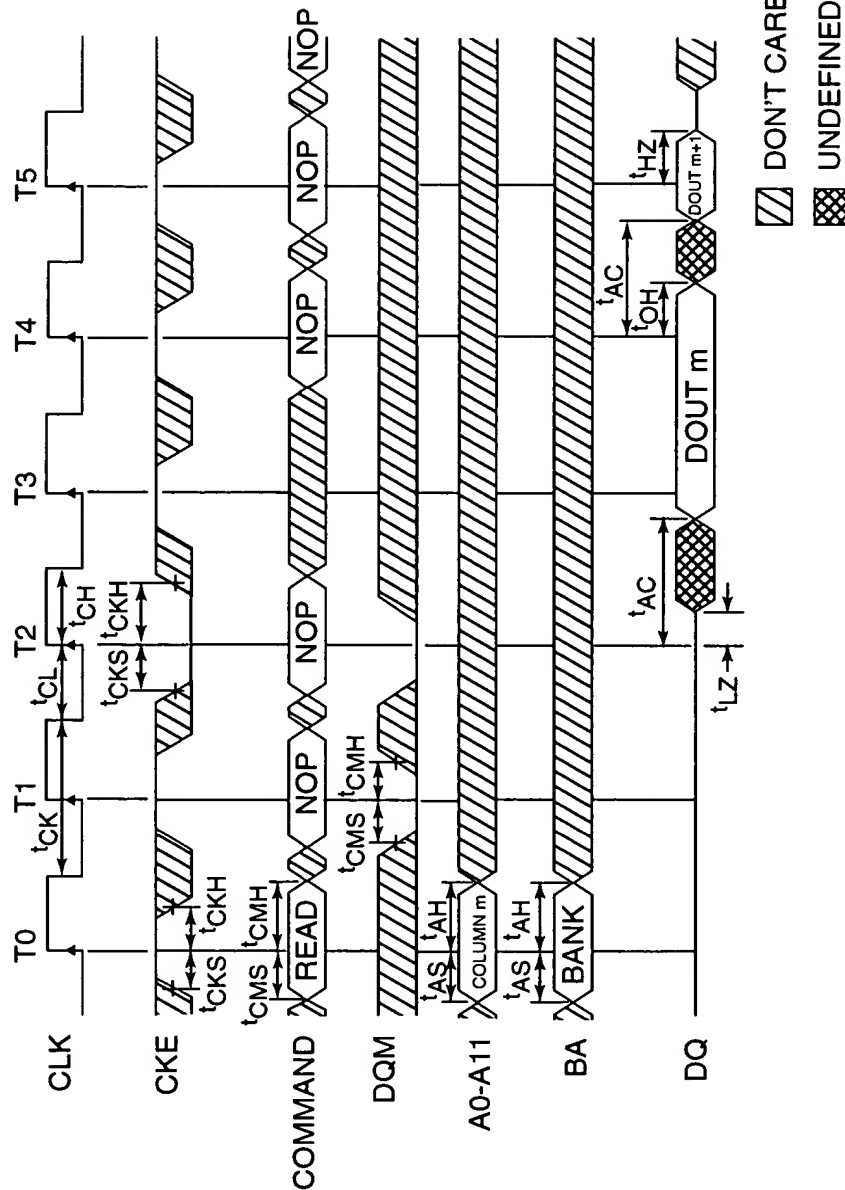 T0 T1 T2 T3 T4 T5
CLK
tCK tCL tCH
CKE
tCKS tCKH tCKS tCKH
COMMAND
tCMS tCMH
READ NOP NOP NOP NOP NOP
DQM
tCMS tCMH
A0-A11
COLUMN m
tAS tAH
BA
BANK
tAS tAH
DQ
tLZ tAC
DOUT m
tOH tAC
DOUT m+1
tHZ
DON'T CARE
UNDEFINED